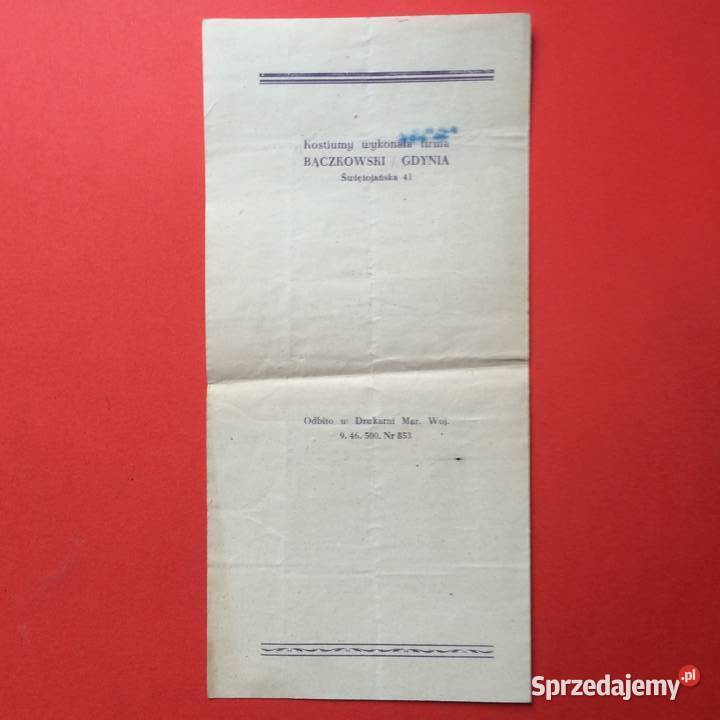 Kostiumy wykonała firma
BĄCZKOWSKI / GDYNIA
Świętojańska 41
Odbito w Drukarni Mar. Woj.
9. 46. 500. Nr 853
Sprzedajemy.pl